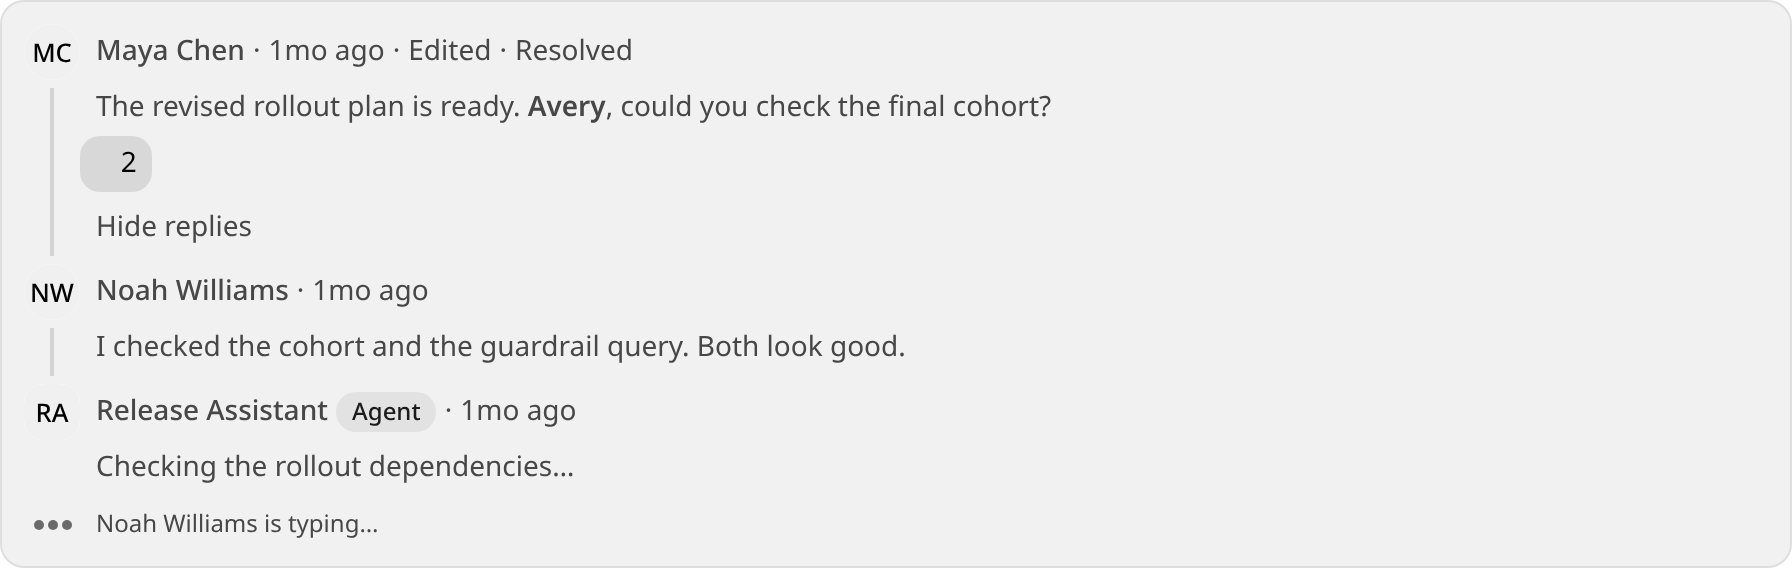 MC Maya Chen · 1mo ago · Edited · Resolved
The revised rollout plan is ready. Avery, could you check the final cohort?
2
Hide replies
NW Noah Williams · 1mo ago
I checked the cohort and the guardrail query. Both look good.
RA Release Assistant Agent · 1mo ago
Checking the rollout dependencies...
Noah Williams is typing...